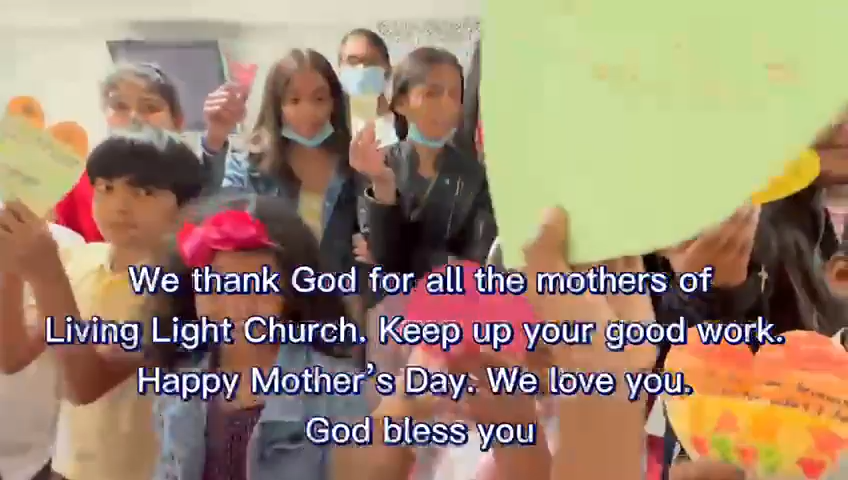 We thank God for all the mothers of
Living Light Church. Keep up your good work.
Happy Mother's Day. We love you.
God bless you